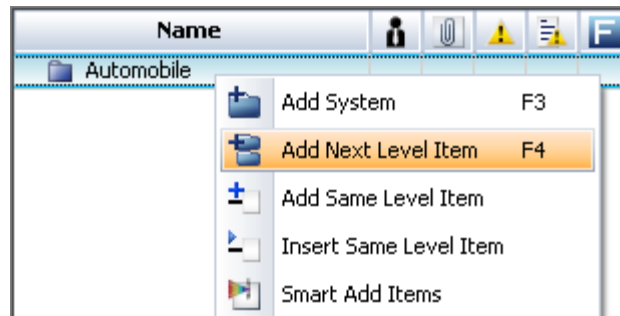 Name F
Automobile
Add System F3
Add Next Level Item F4
Add Same Level Item
Insert Same Level Item
Smart Add Items